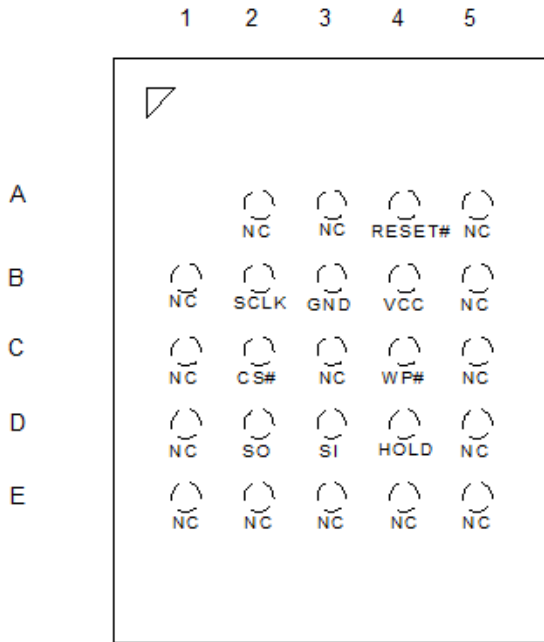 1 2 3 4 5
A
NC NC RESET# NC
B
NC SCLK GND VCC NC
C
NC CS# NC WP# NC
D
NC SO SI HOLD NC
E
NC NC NC NC NC